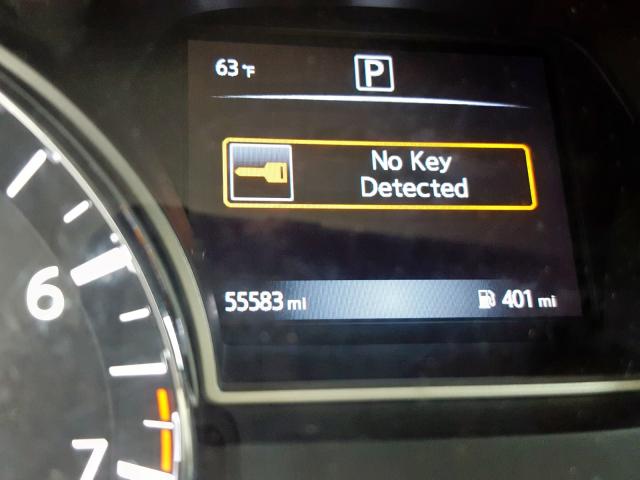 63 °F
P
No Key
Detected
55583 mi
401 mi
6
7